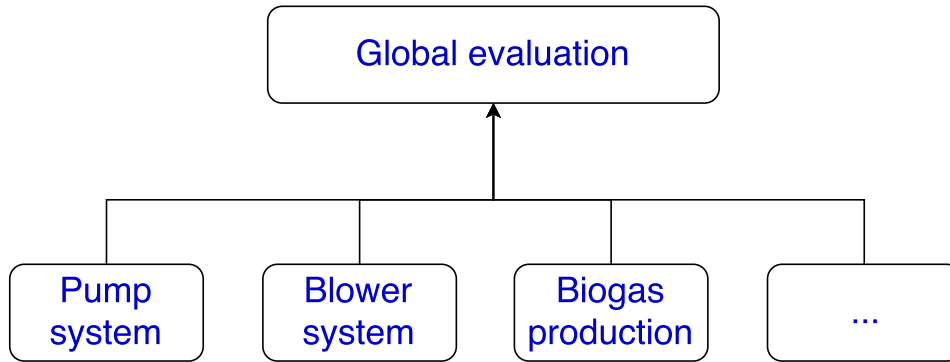 Global evaluation
Pump
system
Blower
system
Biogas
production
...